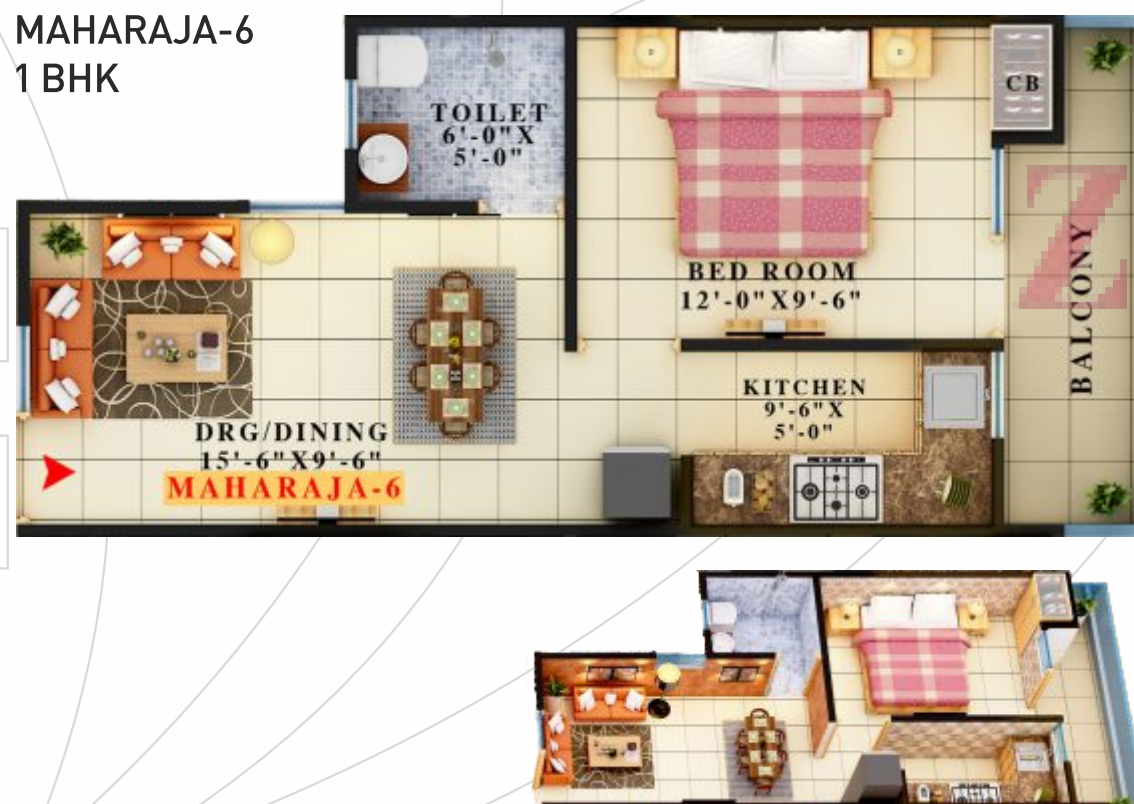 MAHARAJA-6
1 BHK
TOILET
6'-0"X
5'-0"
CB
BED ROOM
12'-0"X9'-6"
BALCONY
KITCHEN
9'-6"X
5'-0"
DRG/DINING
15'-6"X9'-6"
MAHARAJA-6
Z